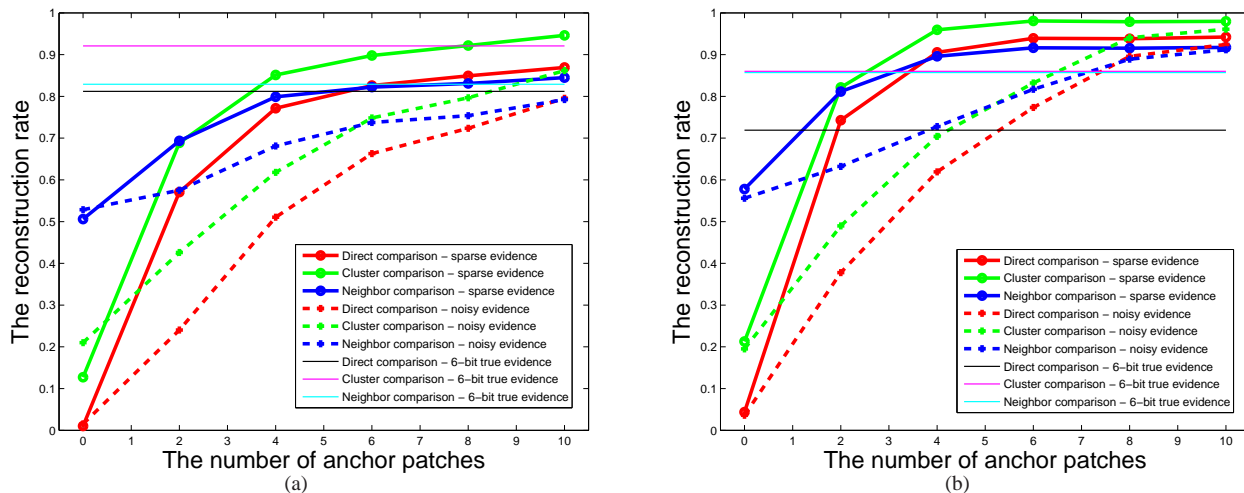 1
0.9
0.8
0.7
0.6
0.5
0.4
0.3
0.2
0.1
0
The reconstruction rate
Direct comparison – sparse evidence
Cluster comparison – sparse evidence
Neighbor comparison – sparse evidence
Direct comparison – noisy evidence
Cluster comparison – noisy evidence
Neighbor comparison – noisy evidence
Direct comparison – 6–bit true evidence
Cluster comparison – 6–bit true evidence
Neighbor comparison – 6–bit true evidence
0 1 2 3 4 5 6 7 8 9 10
The number of anchor patches
(a)
1
0.9
0.8
0.7
0.6
0.5
0.4
0.3
0.2
0.1
0
The reconstruction rate
Direct comparison – sparse evidence
Cluster comparison – sparse evidence
Neighbor comparison – sparse evidence
Direct comparison – noisy evidence
Cluster comparison – noisy evidence
Neighbor comparison – noisy evidence
Direct comparison – 6–bit true evidence
Cluster comparison – 6–bit true evidence
Neighbor comparison – 6–bit true evidence
0 1 2 3 4 5 6 7 8 9 10
The number of anchor patches
(b)